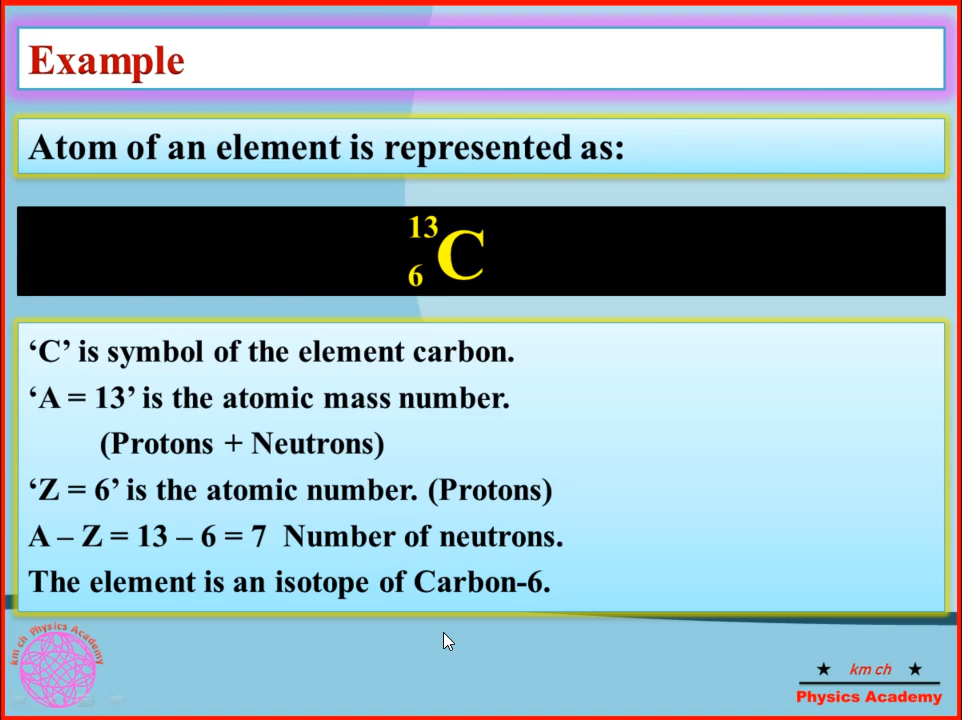 Example
Atom of an element is represented as:
13
6 C
‘C’ is symbol of the element carbon.
‘A = 13’ is the atomic mass number.
(Protons + Neutrons)
‘Z = 6’ is the atomic number. (Protons)
A – Z = 13 – 6 = 7 Number of neutrons.
The element is an isotope of Carbon-6.
km ch Physics Academy
★ km ch ★
Physics Academy